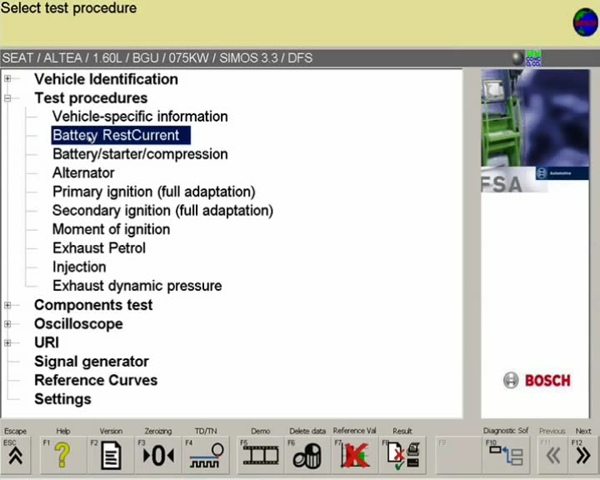 Select test procedure
SEAT / ALTEA / 1.60L / BGU / 075KW / SIMOS 3.3 / DFS
Vehicle Identification
Test procedures
Vehicle-specific information
Battery RestCurrent
Battery/starter/compression
Alternator
Primary ignition (full adaptation)
Secondary ignition (full adaptation)
Moment of ignition
Exhaust Petrol
Injection
Exhaust dynamic pressure
Components test
Oscilloscope
URI
Signal generator
Reference Curves
Settings
FSA
Automotive
BOSCH
Escape Help Version Zeroizing TD/TN Demo Delete data Reference Val Result Diagnostic Sof Previous Next
ESC F1 F2 F3 F4 F5 F6 F7 F8 F9 F10 F11 F12